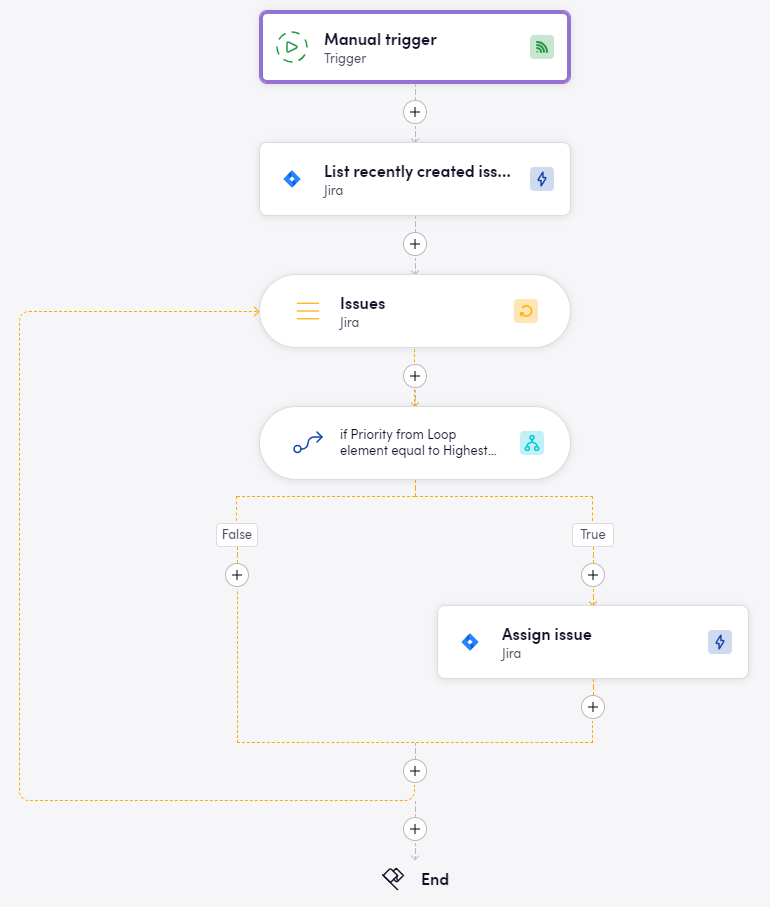 Manual trigger
Trigger
List recently created iss...
Jira
Issues
Jira
if Priority from Loop
element equal to Highest...
False
True
Assign issue
Jira
End